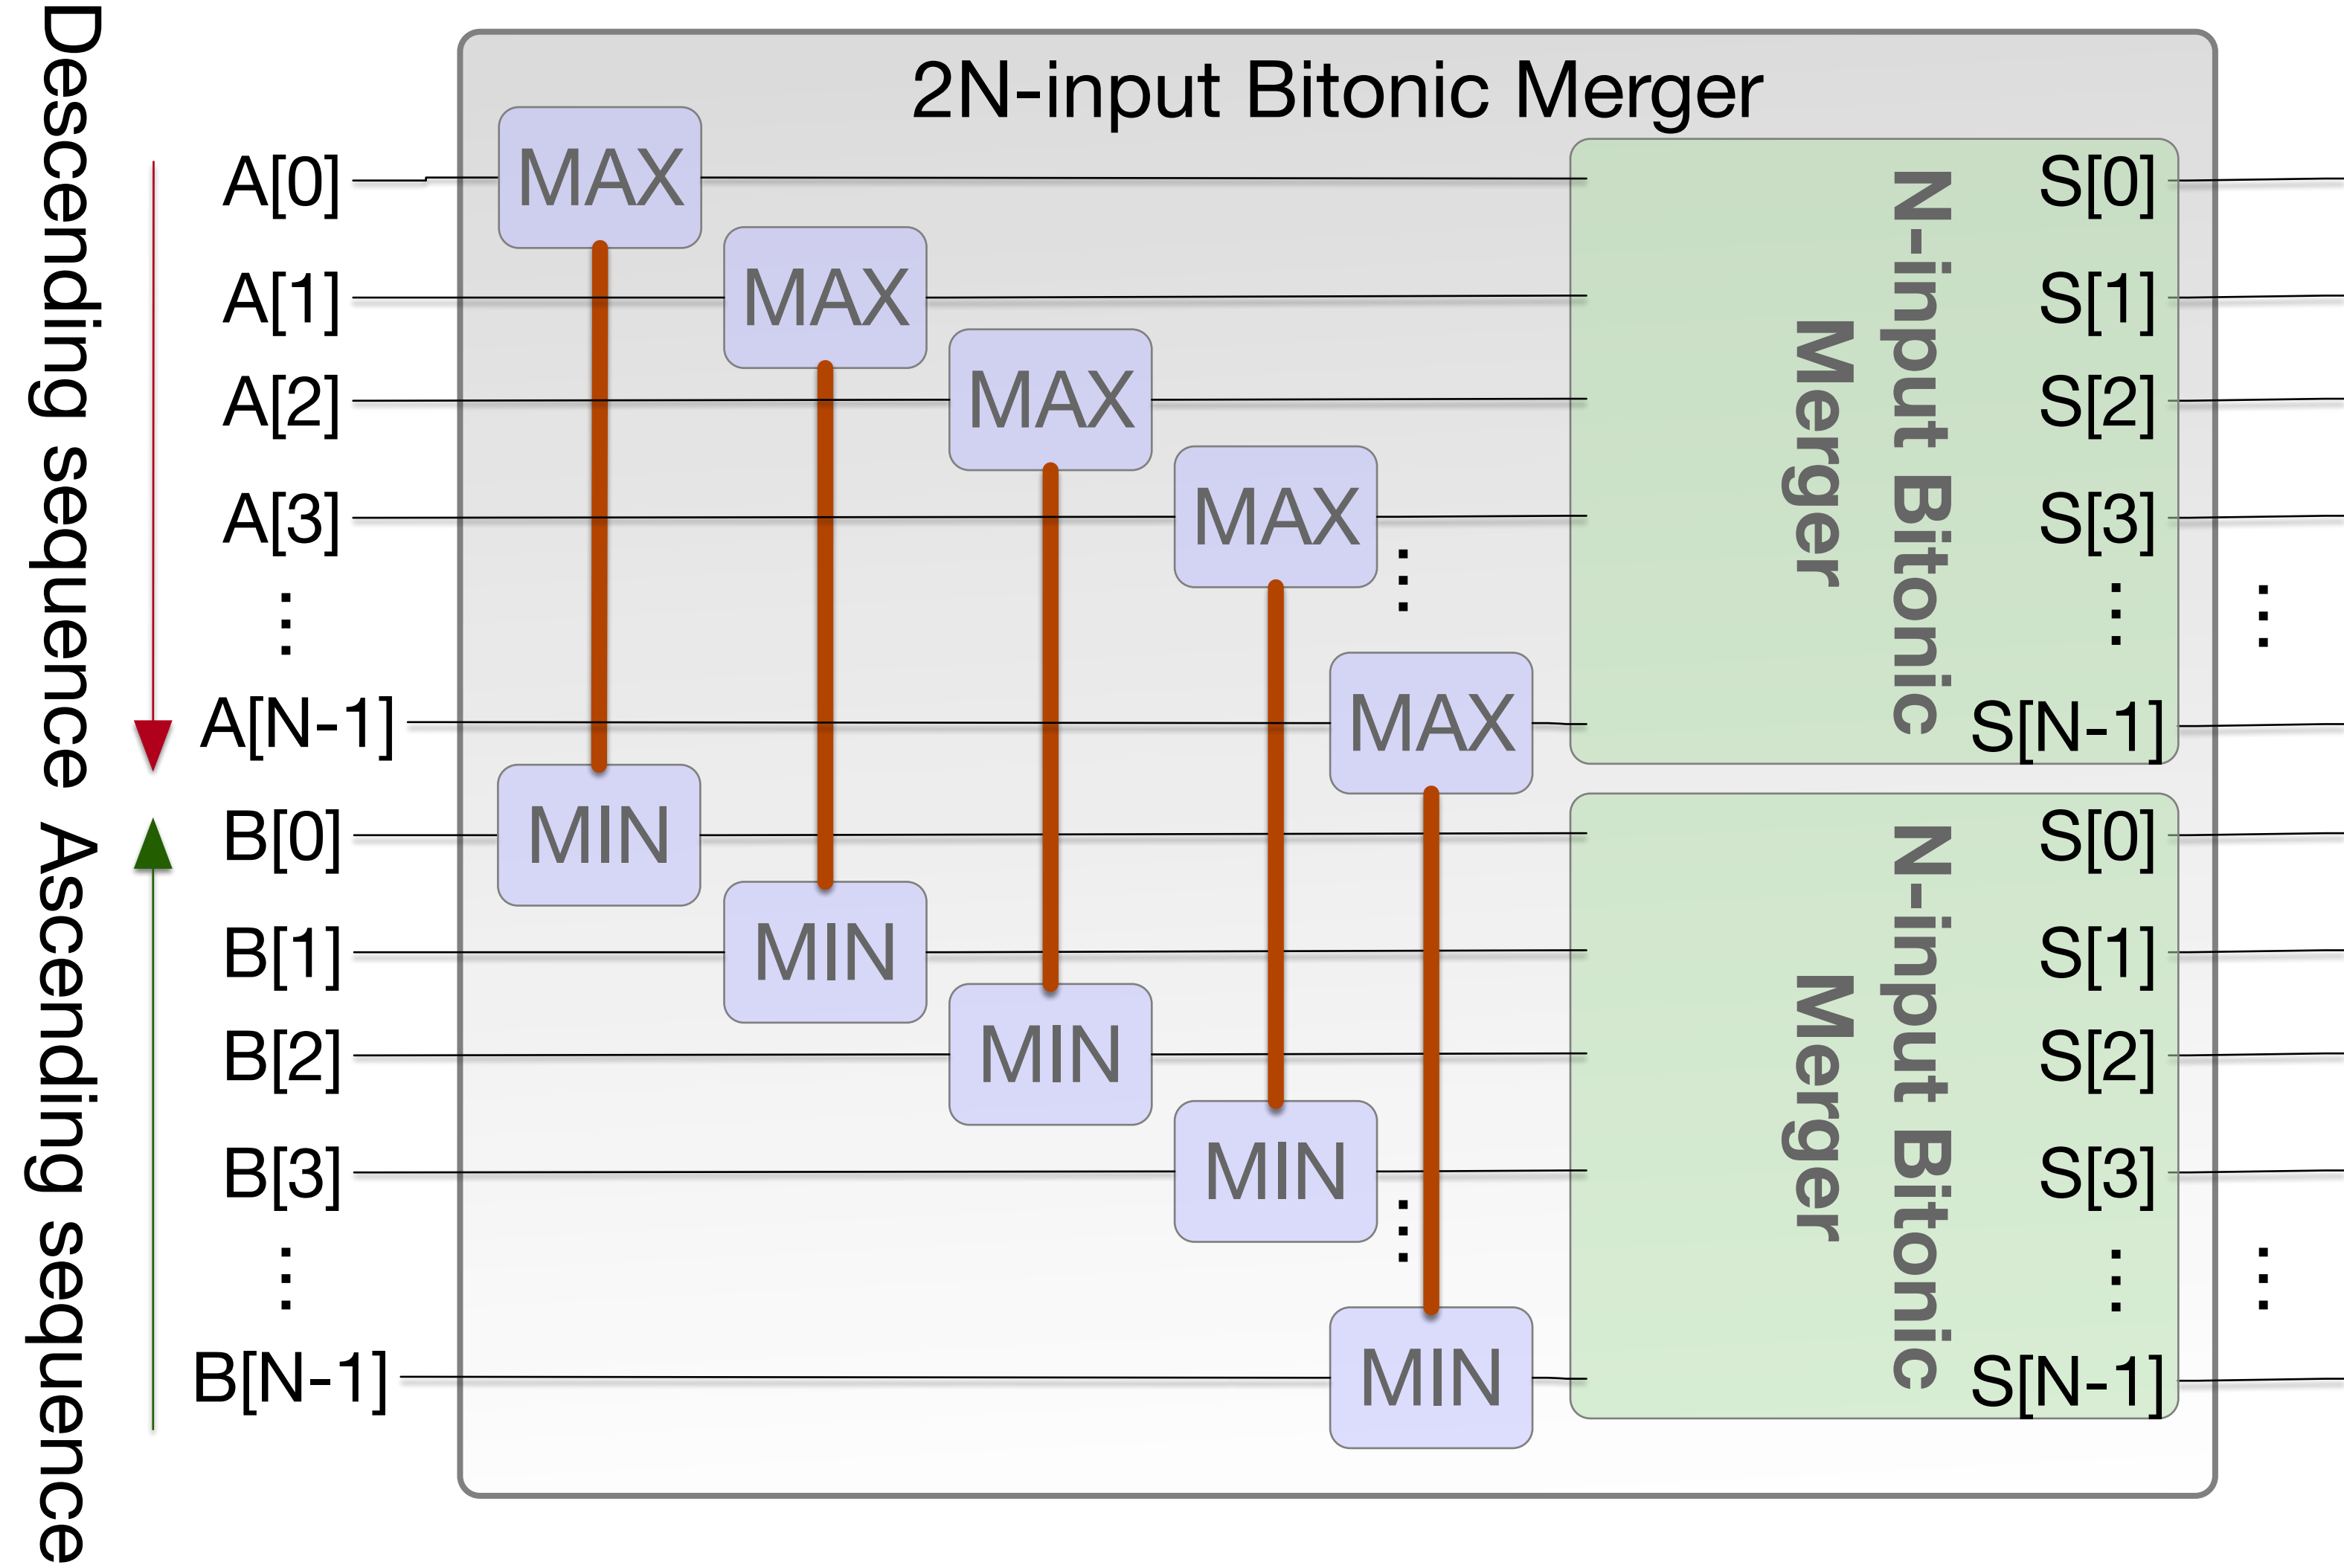 Descending sequence
Ascending sequence
2N-input Bitonic Merger
A[0]
A[1]
A[2]
A[3]
⋮
A[N-1]
B[0]
B[1]
B[2]
B[3]
⋮
B[N-1]
MAX
MAX
MAX
MAX
⋮
MAX
MIN
MIN
MIN
MIN
⋮
MIN
N-input Bitonic
Merger
S[0]
S[1]
S[2]
S[3]
⋮
S[N-1]
⋮
N-input Bitonic
Merger
S[0]
S[1]
S[2]
S[3]
⋮
S[N-1]
⋮